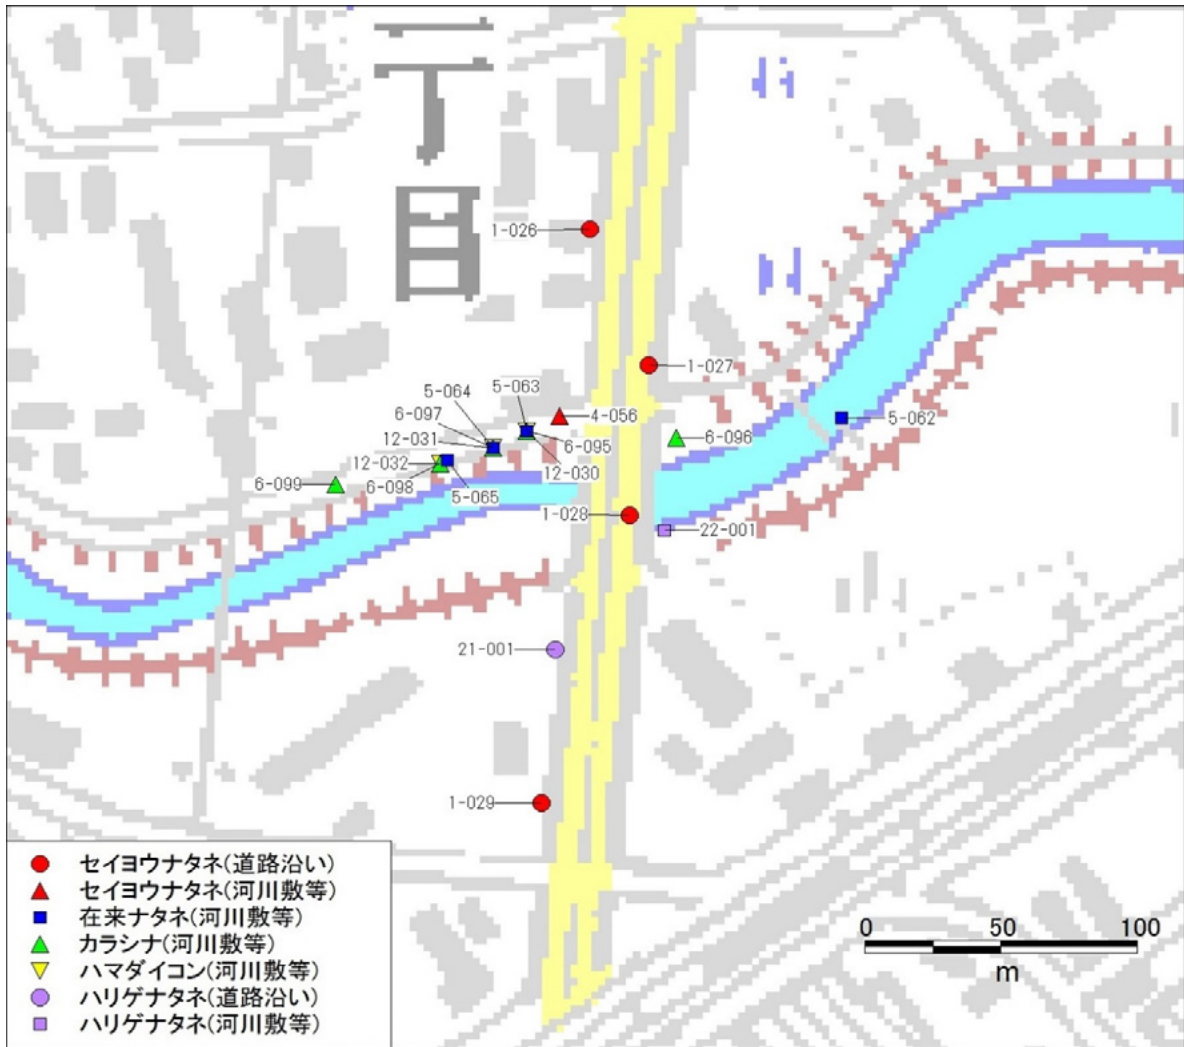 1-026
1-027
5-063
5-064
4-056
6-097
5-062
12-031
6-095
6-096
12-032
12-030
6-099
6-098
5-065
1-028
22-001
21-001
1-029
セイヨウナタネ(道路沿い)
セイヨウナタネ(河川敷等)
在来ナタネ(河川敷等)
カラシナ(河川敷等)
ハマダイコン(河川敷等)
ハリゲナタネ(道路沿い)
ハリゲナタネ(河川敷等)
0 50 100
m